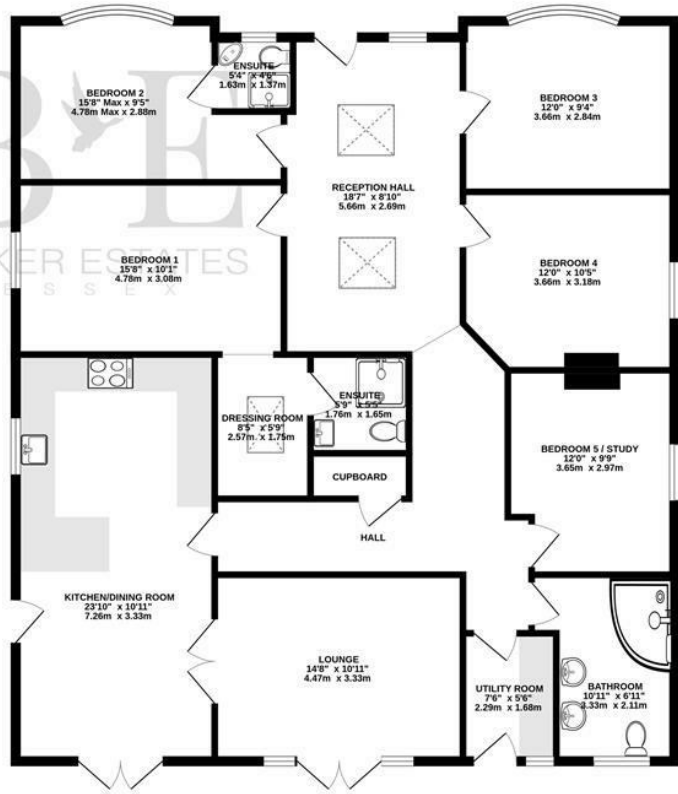 BEDROOM 2
15'8" Max x 9'5"
4.78m Max x 2.88m
ENSUITE
5'4" x 4'6"
1.63m x 1.37m
BEDROOM 3
12'0" x 9'4"
3.66m x 2.84m
B E
KER ESTATES
ESSEX
RECEPTION HALL
18'7" x 8'10"
5.66m x 2.69m
BEDROOM 1
15'8" x 10'1"
4.78m x 3.08m
BEDROOM 4
12'0" x 10'5"
3.66m x 3.18m
DRESSING ROOM
8'5" x 5'9"
2.57m x 1.75m
ENSUITE
5'9" x 5'5"
1.76m x 1.65m
CUPBOARD
BEDROOM 5 / STUDY
12'0" x 9'9"
3.65m x 2.97m
HALL
KITCHEN/DINING ROOM
23'10" x 10'11"
7.26m x 3.33m
LOUNGE
14'8" x 10'11"
4.47m x 3.33m
UTILITY ROOM
7'6" x 5'6"
2.29m x 1.68m
BATHROOM
10'11" x 6'11"
3.33m x 2.11m